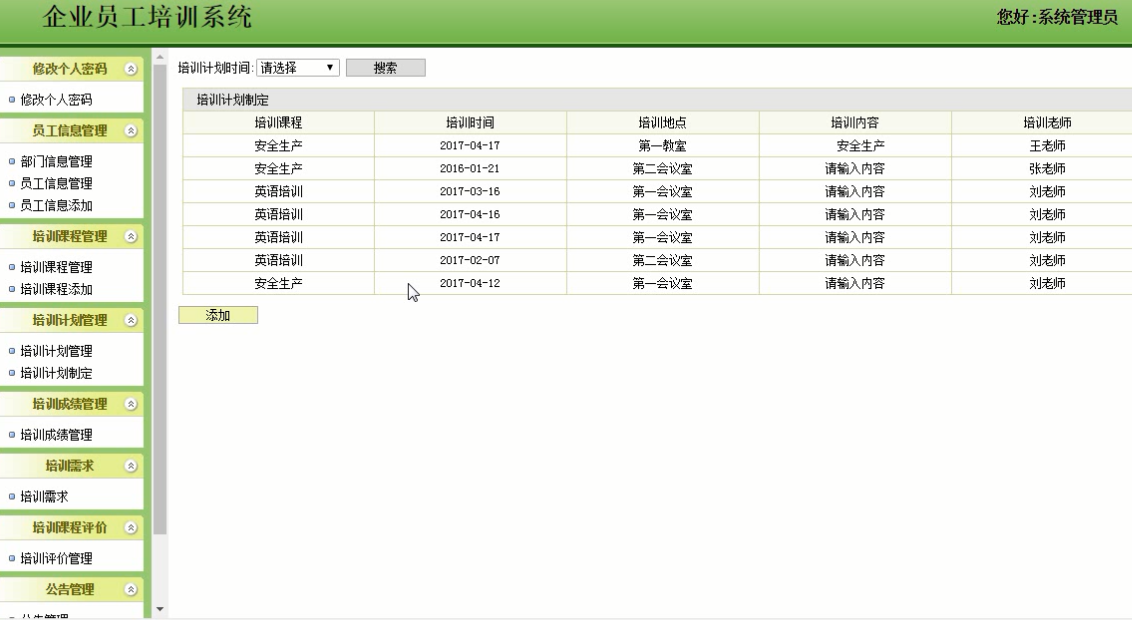 企业员工培训系统
您好:系统管理员
修改个人密码
修改个人密码
员工信息管理
部门信息管理
员工信息管理
员工信息添加
培训课程管理
培训课程管理
培训课程添加
培训计划管理
培训计划管理
培训计划制定
培训成绩管理
培训成绩管理
培训需求
培训需求
培训课程评价
培训评价管理
公告管理
公告管理
培训计划时间: 请选择 搜索
培训计划制定
培训课程 培训时间 培训地点 培训内容 培训老师
安全生产 2017-04-17 第一教室 安全生产 王老师
安全生产 2016-01-21 第二会议室 请输入内容 张老师
英语培训 2017-03-16 第一会议室 请输入内容 刘老师
英语培训 2017-04-16 第一会议室 请输入内容 刘老师
英语培训 2017-04-17 第一会议室 请输入内容 刘老师
英语培训 2017-02-07 第二会议室 请输入内容 刘老师
安全生产 2017-04-12 第一会议室 请输入内容 刘老师
添加